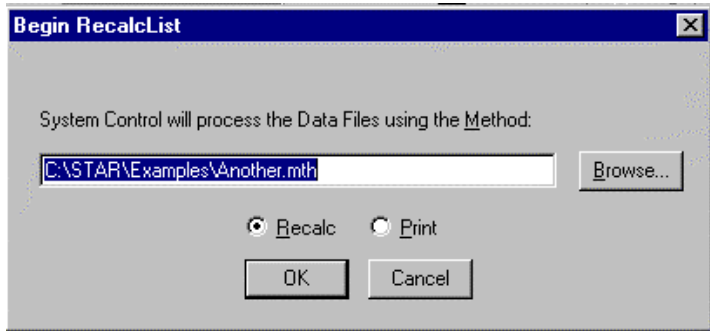 Begin RecalcList
System Control will process the Data Files using the Method:
C:\STAR\Examples\Another.mth
Browse...
Recalc Print
OK Cancel